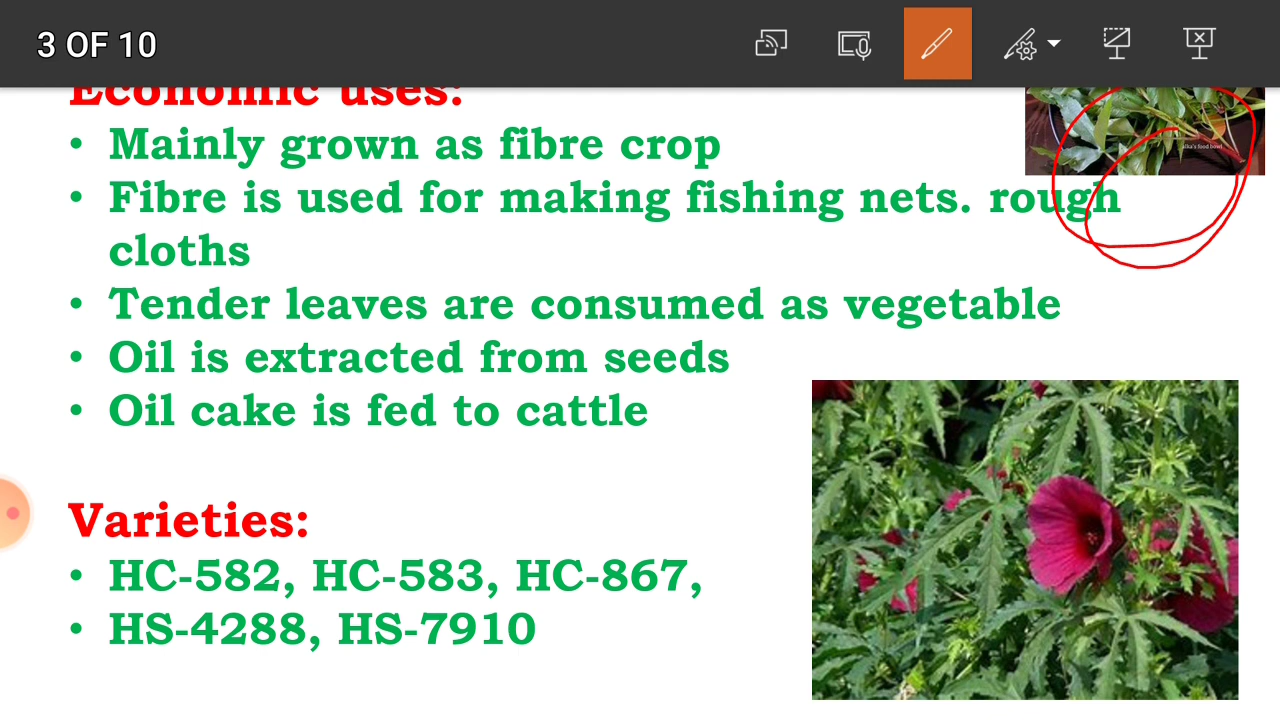 3 OF 10
Economic uses:
• Mainly grown as fibre crop
• Fibre is used for making fishing nets. rough
cloths
• Tender leaves are consumed as vegetable
• Oil is extracted from seeds
• Oil cake is fed to cattle
Varieties:
• HC-582, HC-583, HC-867,
• HS-4288, HS-7910